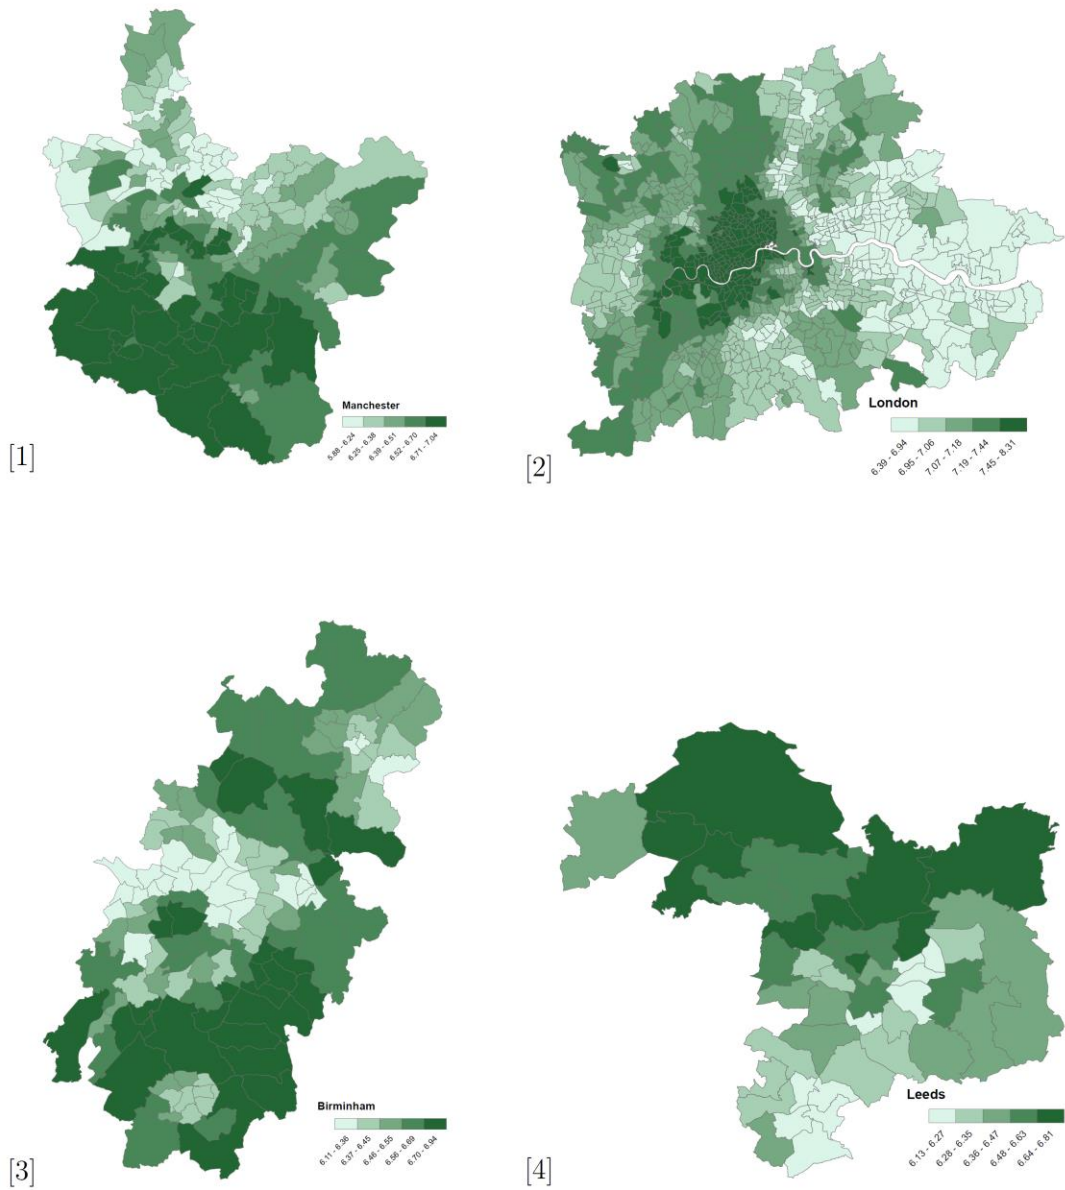 Manchester
5.88 - 6.24
6.25 - 6.38
6.39 - 6.51
6.52 - 6.70
6.71 - 7.04
[1]
London
6.39 - 6.94
6.95 - 7.06
7.07 - 7.18
7.19 - 7.44
7.45 - 8.31
[2]
Birminham
6.11 - 6.36
6.37 - 6.45
6.46 - 6.55
6.56 - 6.69
6.70 - 6.94
[3]
Leeds
6.13 - 6.27
6.28 - 6.35
6.36 - 6.47
6.48 - 6.63
6.64 - 6.81
[4]